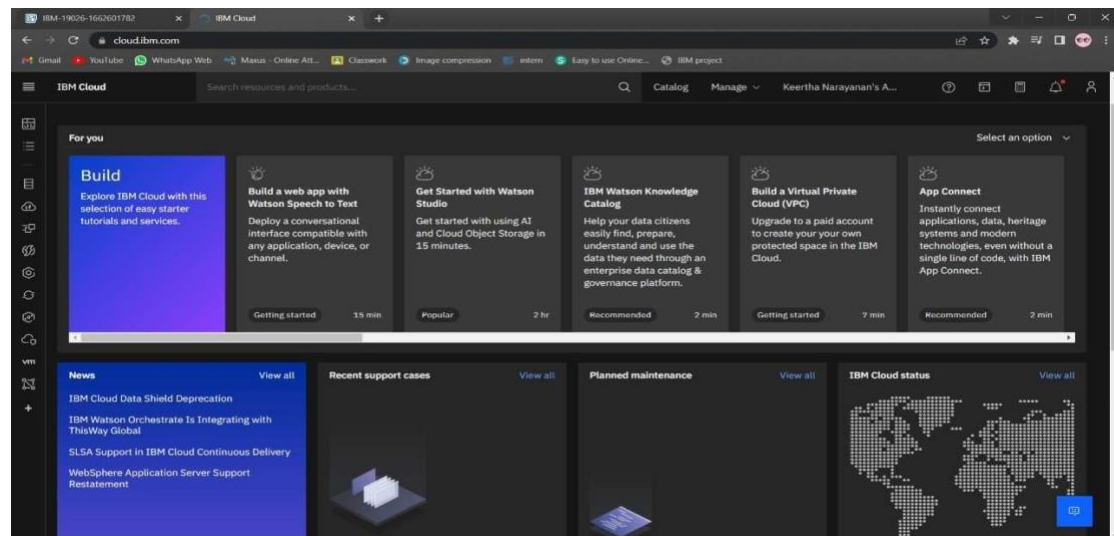 IBM-19026-1662601782
IBM Cloud
cloud.ibm.com
Gmail
YouTube
WhatsApp Web
Maxus - Online Att...
Classwork
Image compression
intern
Easy to use Online...
IBM project
IBM Cloud
Search resources and products...
Catalog
Manage
Keertha Narayanan's A...
For you
Select an option
Build
Explore IBM Cloud with this
selection of easy starter
tutorials and services.
Build a web app with
Watson Speech to Text
Deploy a conversational
interface compatible with
any application, device, or
channel.
Getting started 15 min
Get Started with Watson
Studio
Get started with using AI
and Cloud Object Storage in
15 minutes.
Popular 2 hr
IBM Watson Knowledge
Catalog
Help your data citizens
easily find, prepare,
understand and use the
data they need through an
enterprise data catalog &
governance platform.
Recommended 2 min
Build a Virtual Private
Cloud (VPC)
Upgrade to a paid account
to create your your own
protected space in the IBM
Cloud.
Getting started 7 min
App Connect
Instantly connect
applications, data, heritage
systems and modern
technologies, even without a
single line of code, with IBM
App Connect.
Recommended 2 min
vm
News View all
IBM Cloud Data Shield Deprecation
IBM Watson Orchestrate Is Integrating with
ThisWay Global
SLSA Support in IBM Cloud Continuous Delivery
WebSphere Application Server Support
Restatement
Recent support cases View all
Planned maintenance View all
IBM Cloud status View all